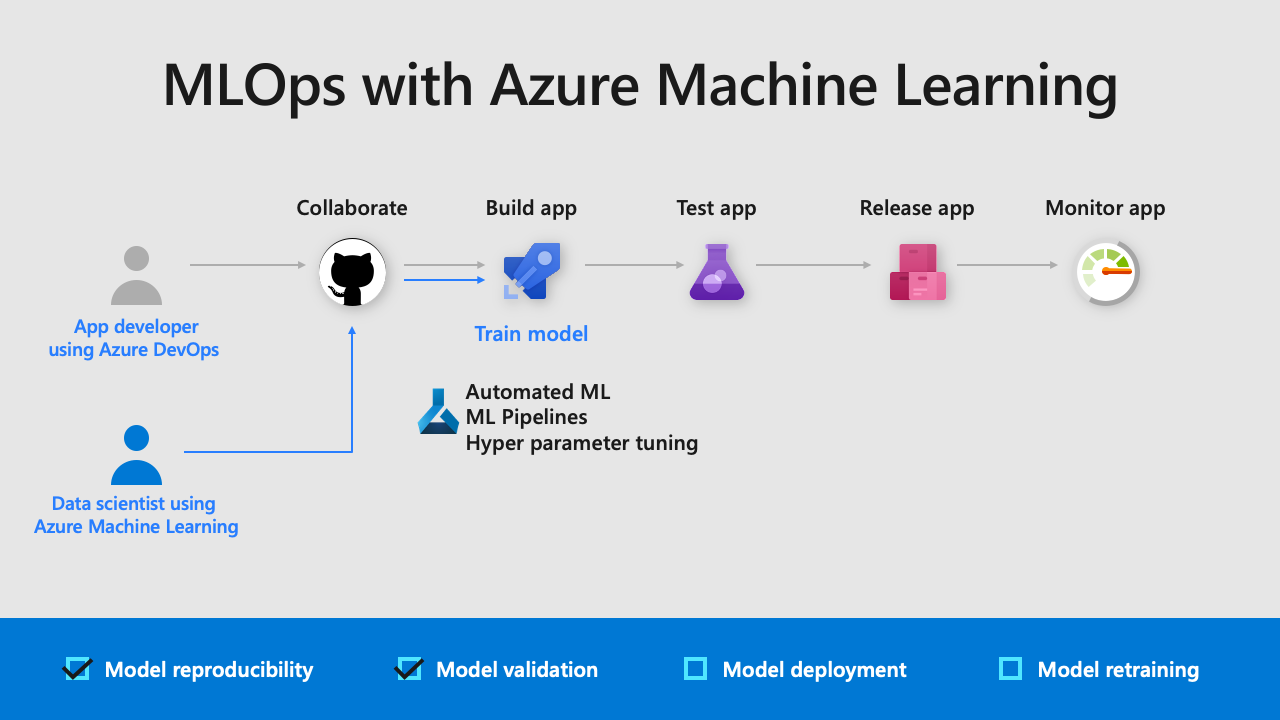 MLOps with Azure Machine Learning
Collaborate
Build app
Test app
Release app
Monitor app
App developer
using Azure DevOps
Train model
Automated ML
ML Pipelines
Hyper parameter tuning
Data scientist using
Azure Machine Learning
Model reproducibility
Model validation
Model deployment
Model retraining